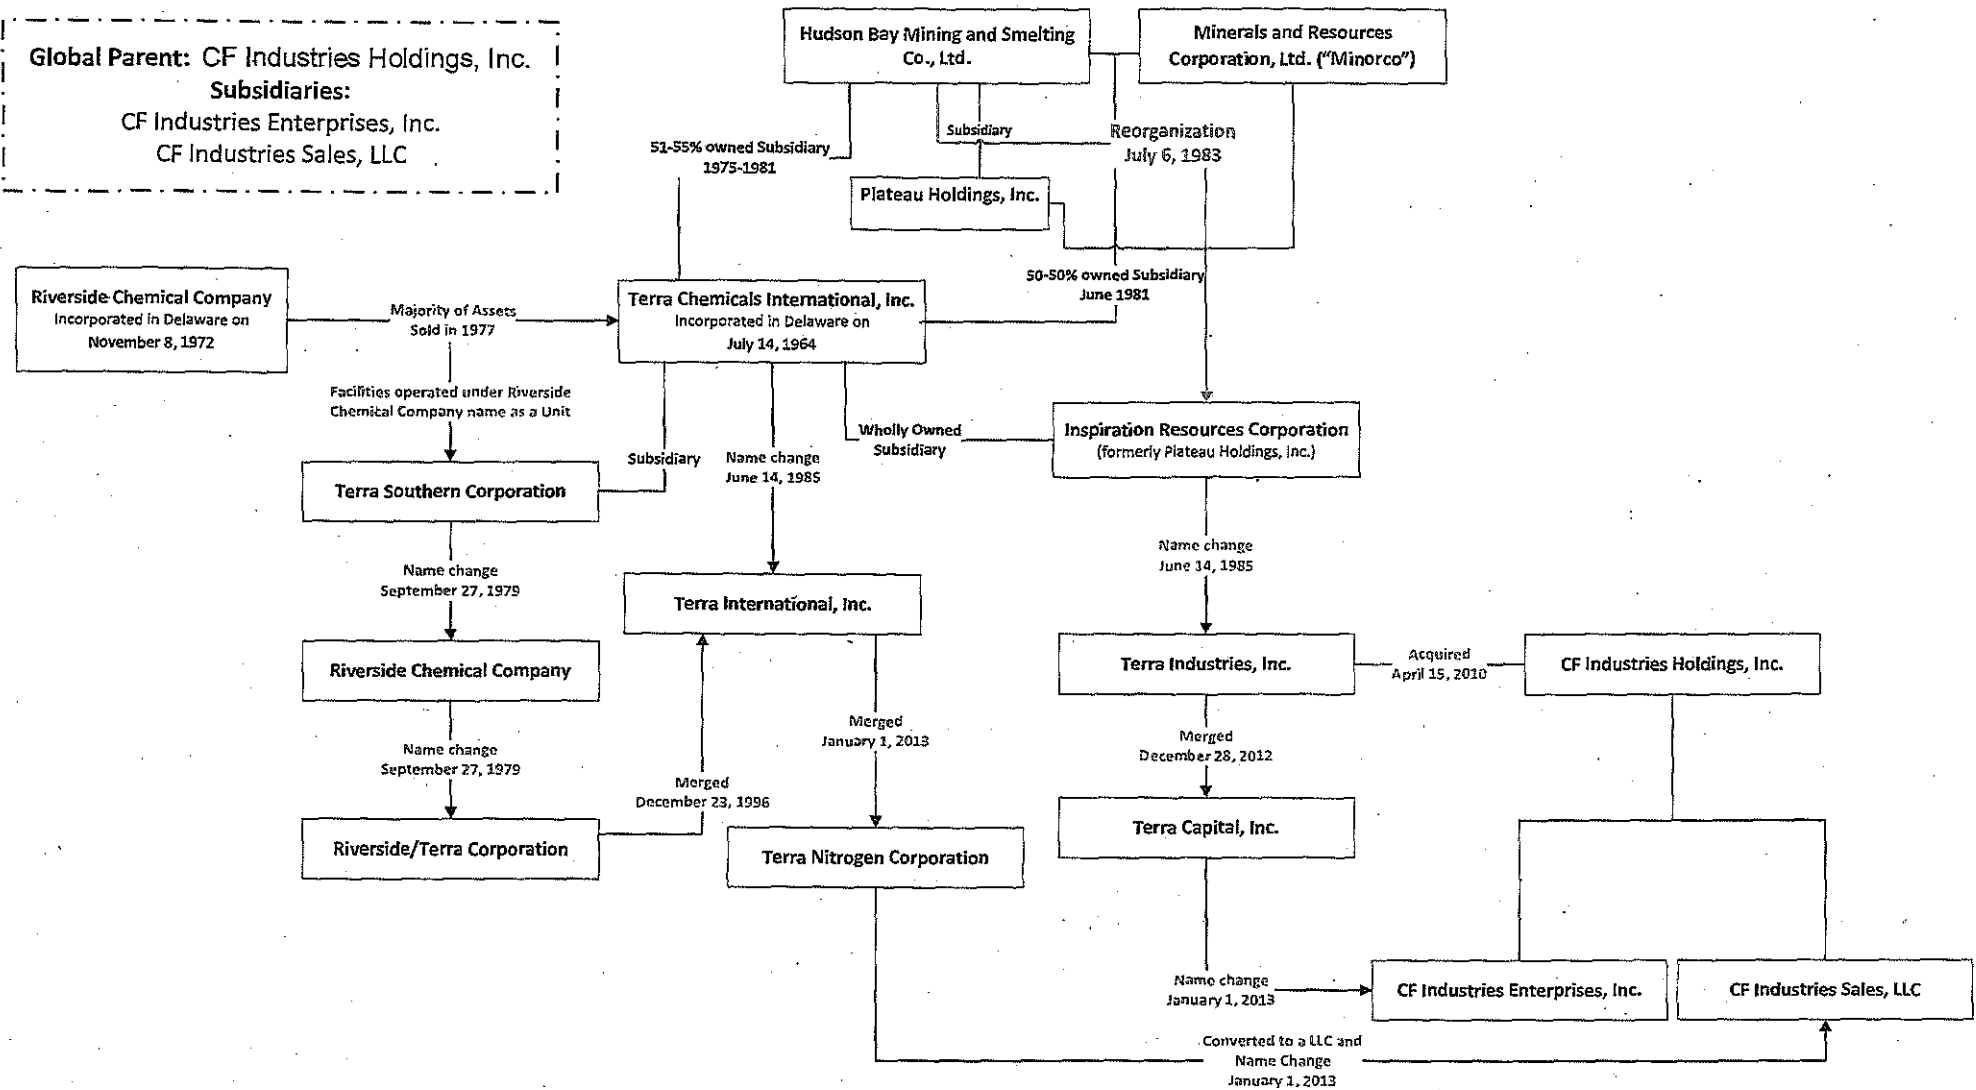 Global Parent: CF Industries Holdings, Inc.
Subsidiaries:
CF Industries Enterprises, Inc.
CF Industries Sales, LLC
Hudson Bay Mining and Smelting
Co., Ltd.
Minerals and Resources
Corporation, Ltd. (“Minorco”)
51-55% owned Subsidiary
1975-1981
Subsidiary
Reorganization
July 6, 1983
Plateau Holdings, Inc.
50-50% owned Subsidiary
June 1981
Riverside Chemical Company
Incorporated in Delaware on
November 8, 1972
Majority of Assets
Sold in 1977
Terra Chemicals International, Inc.
Incorporated in Delaware on
July 14, 1964
Facilities operated under Riverside
Chemical Company name as a Unit
Subsidiary
Name change
June 14, 1985
Wholly Owned
Subsidiary
Inspiration Resources Corporation
(formerly Plateau Holdings, Inc.)
Terra Southern Corporation
Name change
September 27, 1979
Name change
June 14, 1985
Terra International, Inc.
Riverside Chemical Company
Terra Industries, Inc.
Acquired
April 15, 2010
CF Industries Holdings, Inc.
Name change
September 27, 1979
Merged
January 1, 2013
Merged
December 28, 2012
Merged
December 23, 1996
Riverside/Terra Corporation
Terra Nitrogen Corporation
Terra Capital, Inc.
Name change
January 1, 2013
CF Industries Enterprises, Inc.
CF Industries Sales, LLC
Converted to a LLC and
Name Change
January 1, 2013